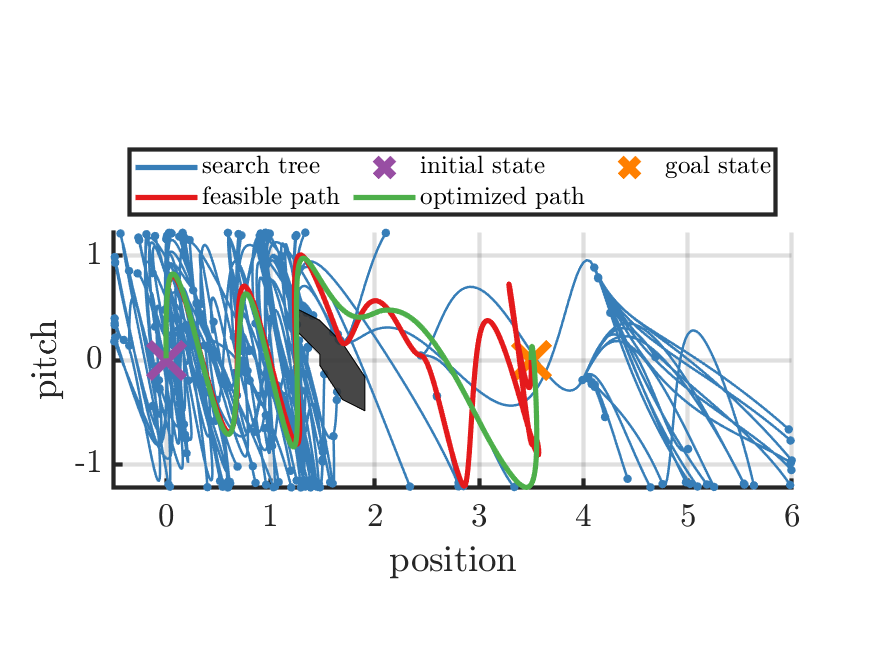 search tree initial state goal state
feasible path optimized path
1
0
-1
pitch
0 1 2 3 4 5 6
position